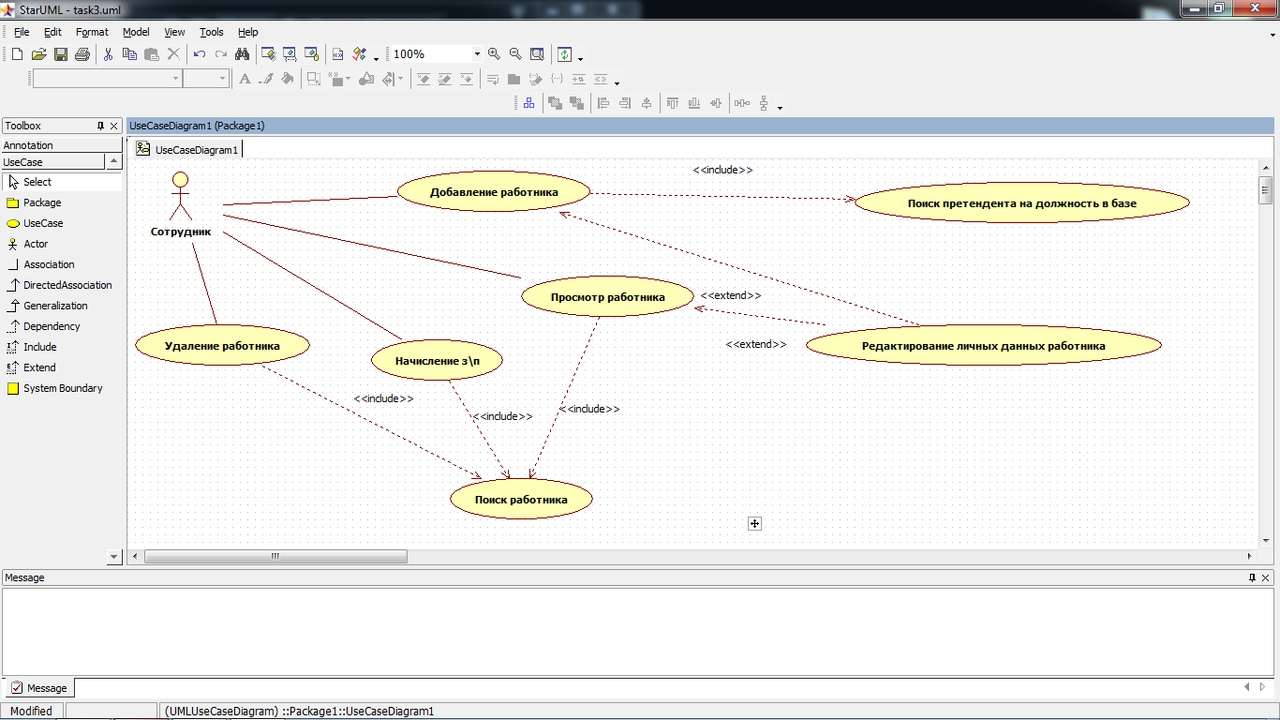 StarUML - task3.uml
File Edit Format Model View Tools Help
100%
Toolbox
UseCaseDiagram1 (Package1)
Annotation
UseCaseDiagram1
UseCase
Select
Package
UseCase
Actor
Association
DirectedAssociation
Generalization
Dependency
Include
Extend
System Boundary
<<include>>
Добавление работника
Поиск претендента на должность в базе
Сотрудник
Просмотр работника
<<extend>>
Удаление работника
Начисление з\п
<<extend>>
Редактирование личных данных работника
<<include>>
<<include>>
<<include>>
Поиск работника
Message
Message
Modified
(UMLUseCaseDiagram) ::Package1::UseCaseDiagram1